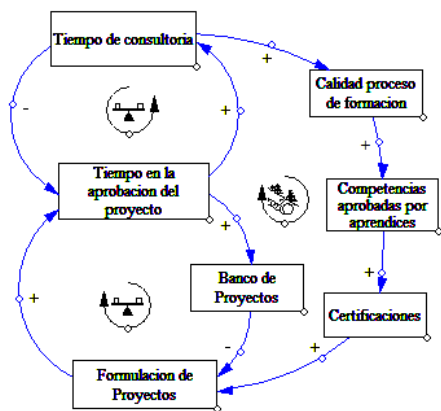 Tiempo de consultoria
+
Calidad proceso
de formacion
-
+
+
Tiempo en la
aprobacion del
proyecto
Competencias
aprobadas por
aprendices
+
+
Banco de
Proyectos
+
Certificaciones
-
+
Formulacion de
Proyectos